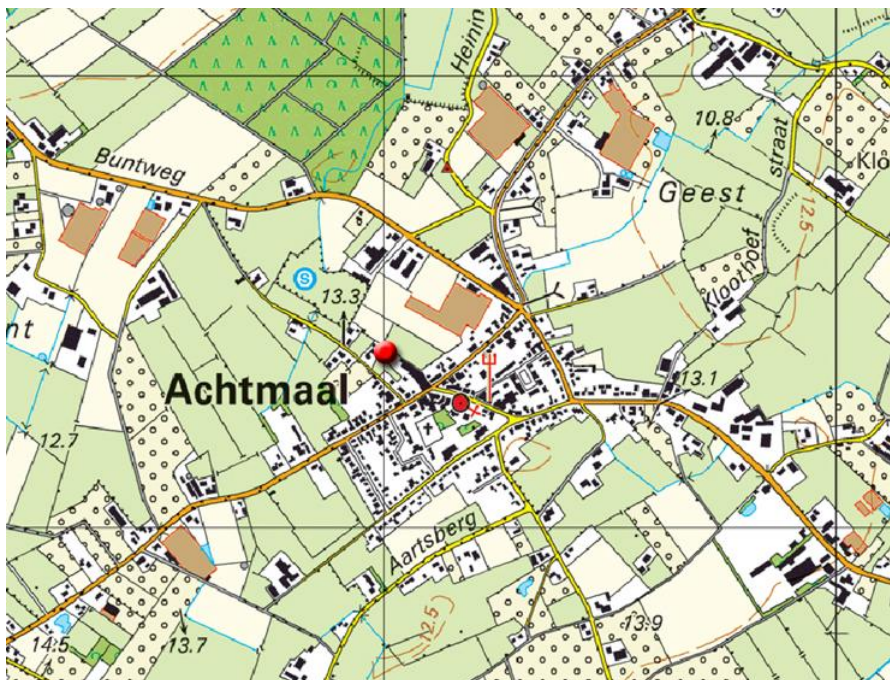 Heinin
10.8
straat
Klo
Buntweg
Geest
12.5
S
Kloothoef
nt
13.3
Achtmaal
13.1
12.7
Aartsberg
12.5
13.9
14.5
13.7